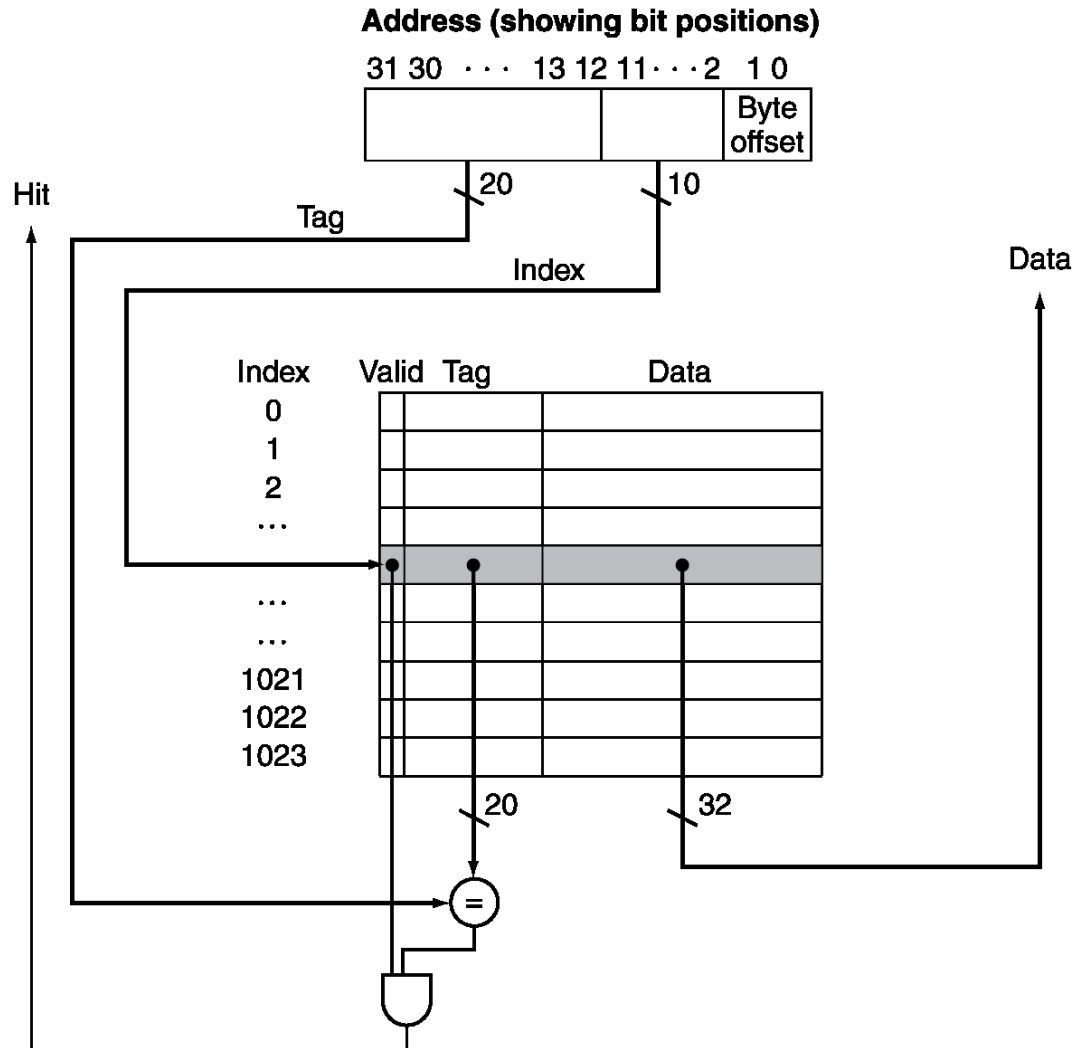 Address (showing bit positions)
31 30 · · · 13 12 11 · · · 2 1 0
Byte
offset
20 10
Hit
Tag
Index
Data
Index Valid Tag Data
0
1
2
...
...
...
1021
1022
1023
20 32
=